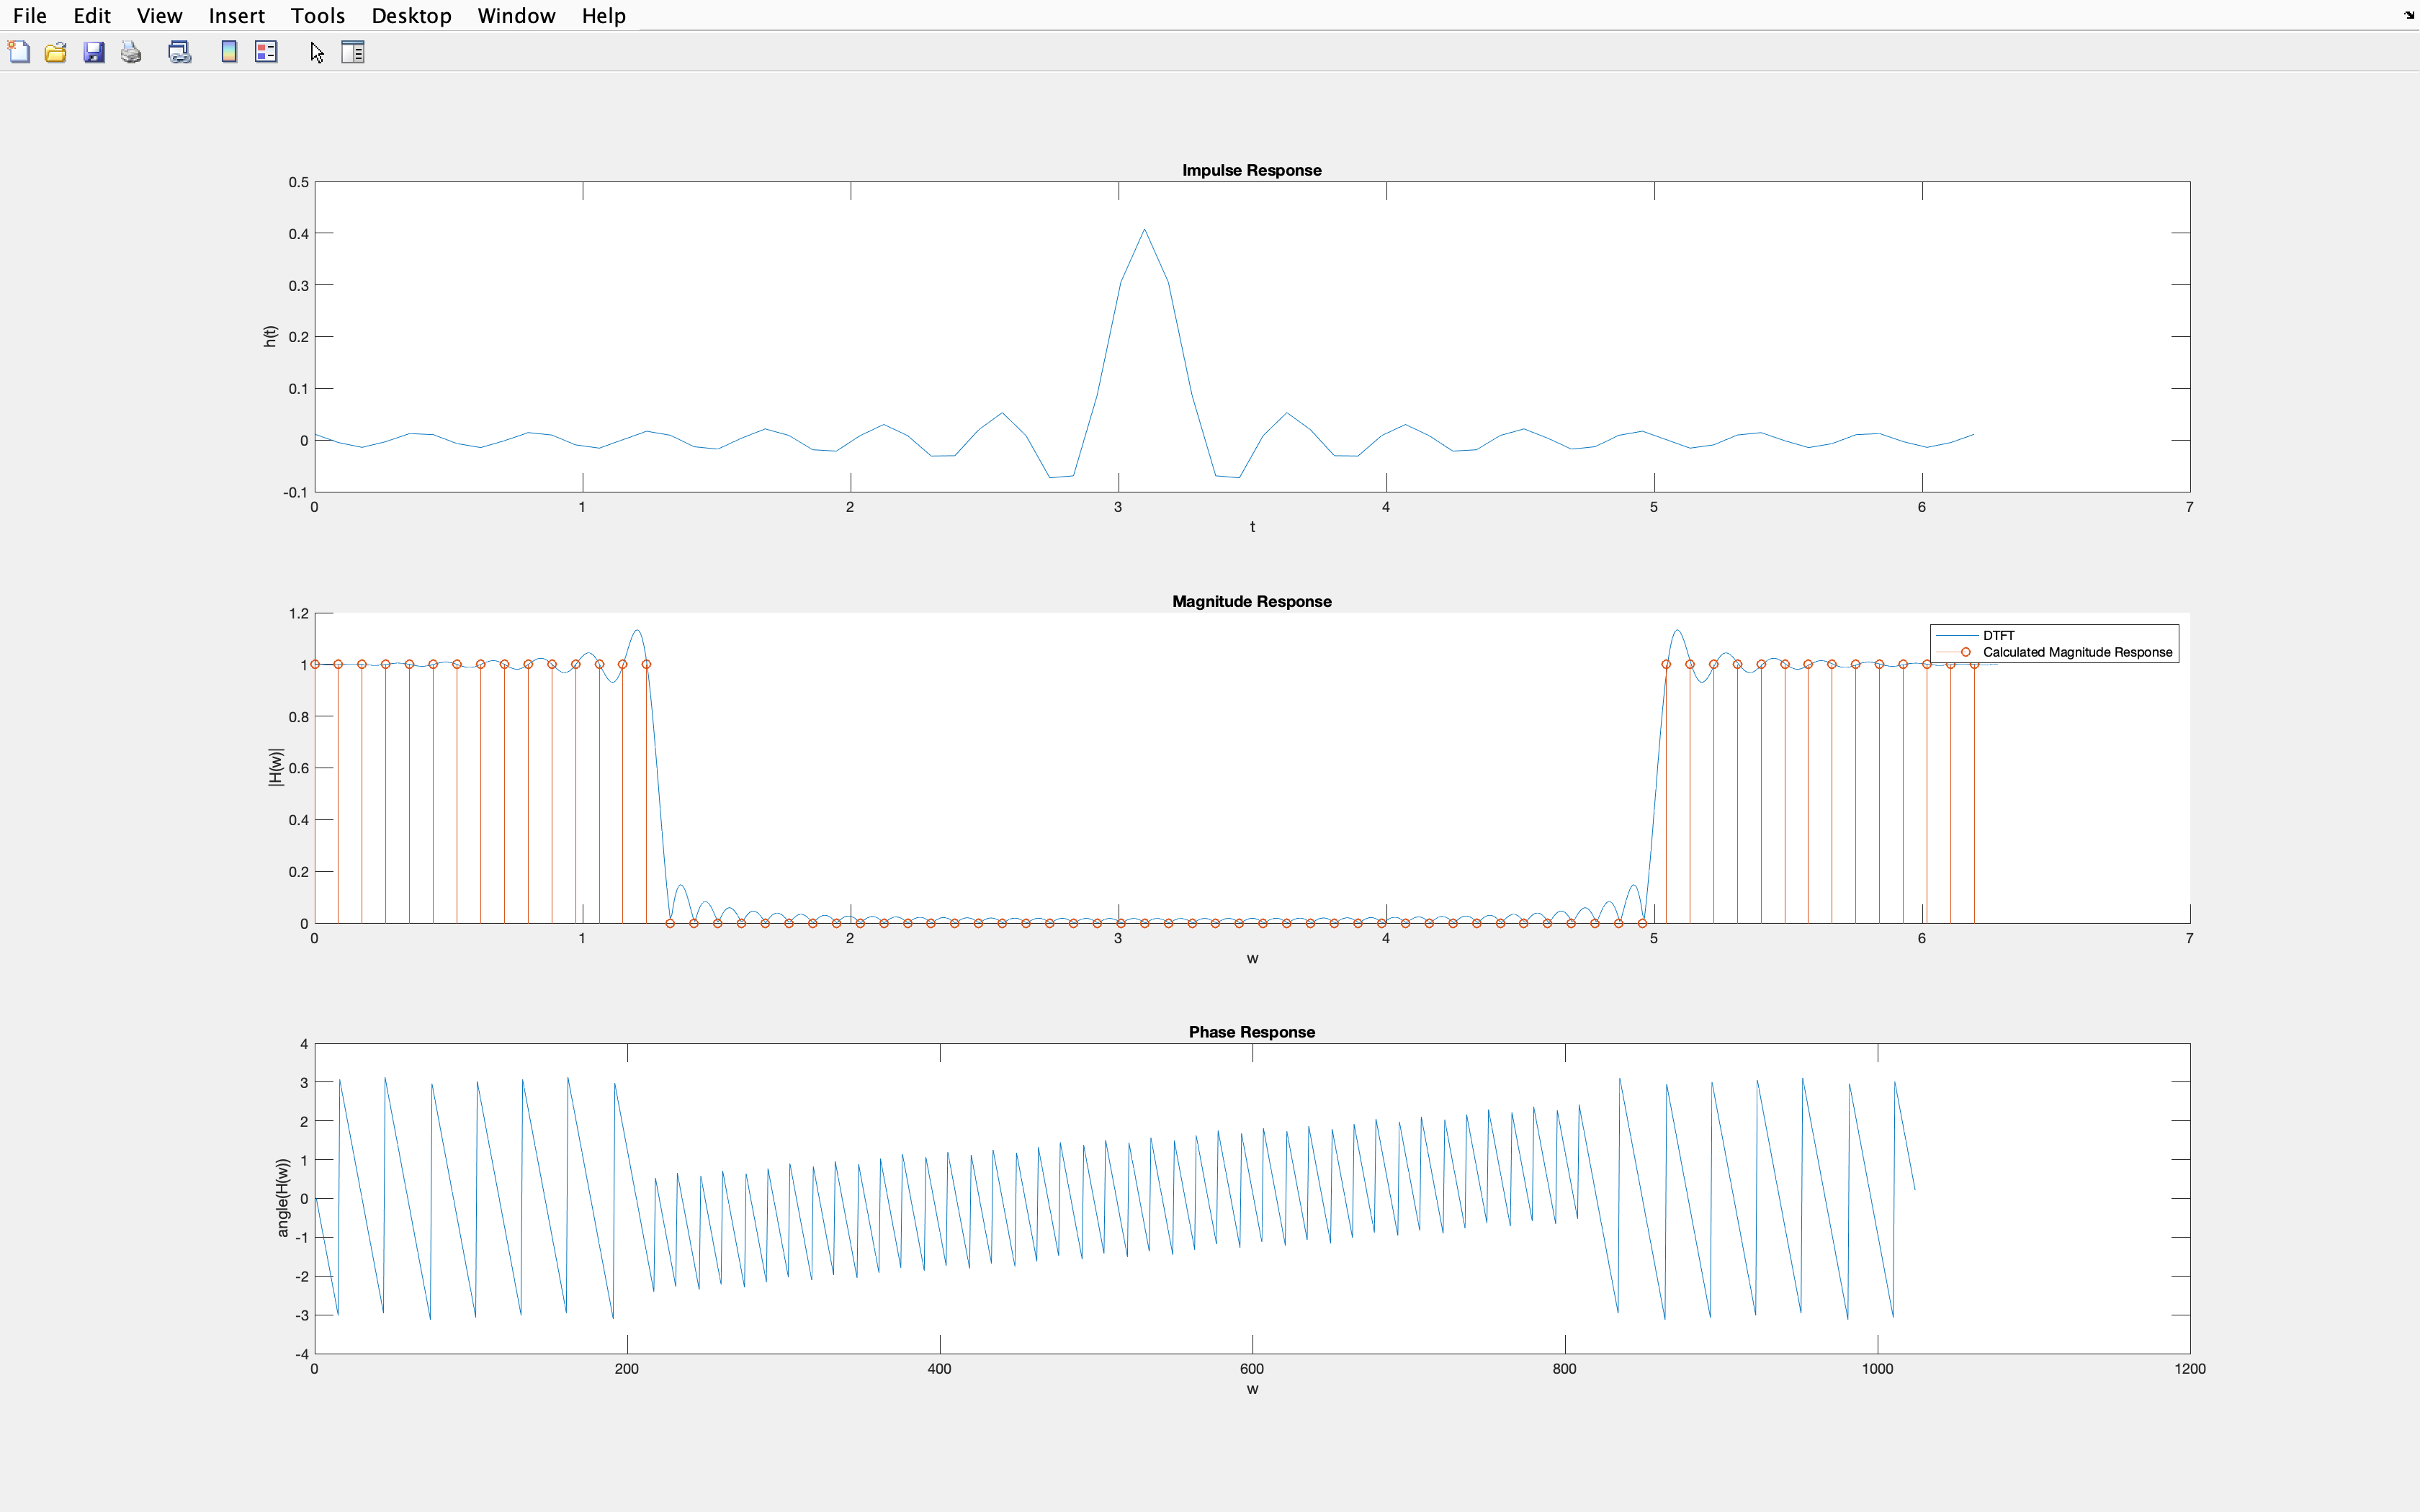 File Edit View Insert Tools Desktop Window Help
Impulse Response
0.5
0.4
0.3
0.2
0.1
0
-0.1
h(t)
0 1 2 3 4 5 6 7
t
Magnitude Response
1.2
1
0.8
0.6
0.4
0.2
0
|H(w)|
DTFT
Calculated Magnitude Response
0 1 2 3 4 5 6 7
w
Phase Response
4
3
2
1
0
-1
-2
-3
-4
angle(H(w))
0 200 400 600 800 1000 1200
w